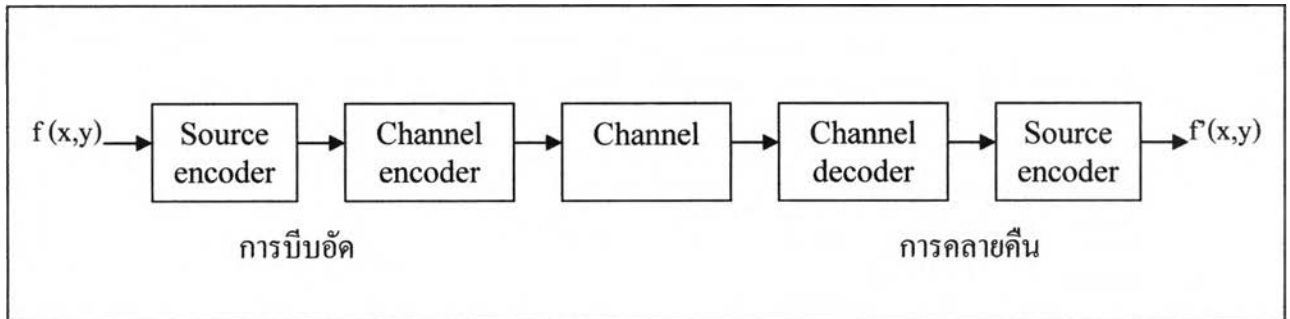 f (x,y)
Source
encoder
Channel
encoder
Channel
Channel
decoder
Source
encoder
f'(x,y)
การบีบอัด
การคลายคืน